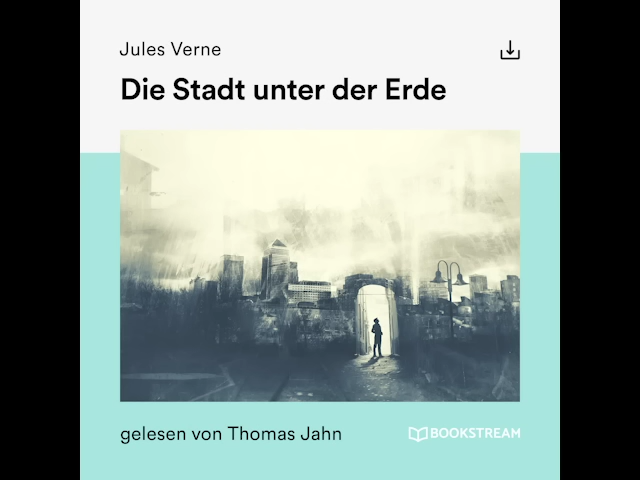 Jules Verne
Die Stadt unter der Erde
gelesen von Thomas Jahn
BOOKSTREAM